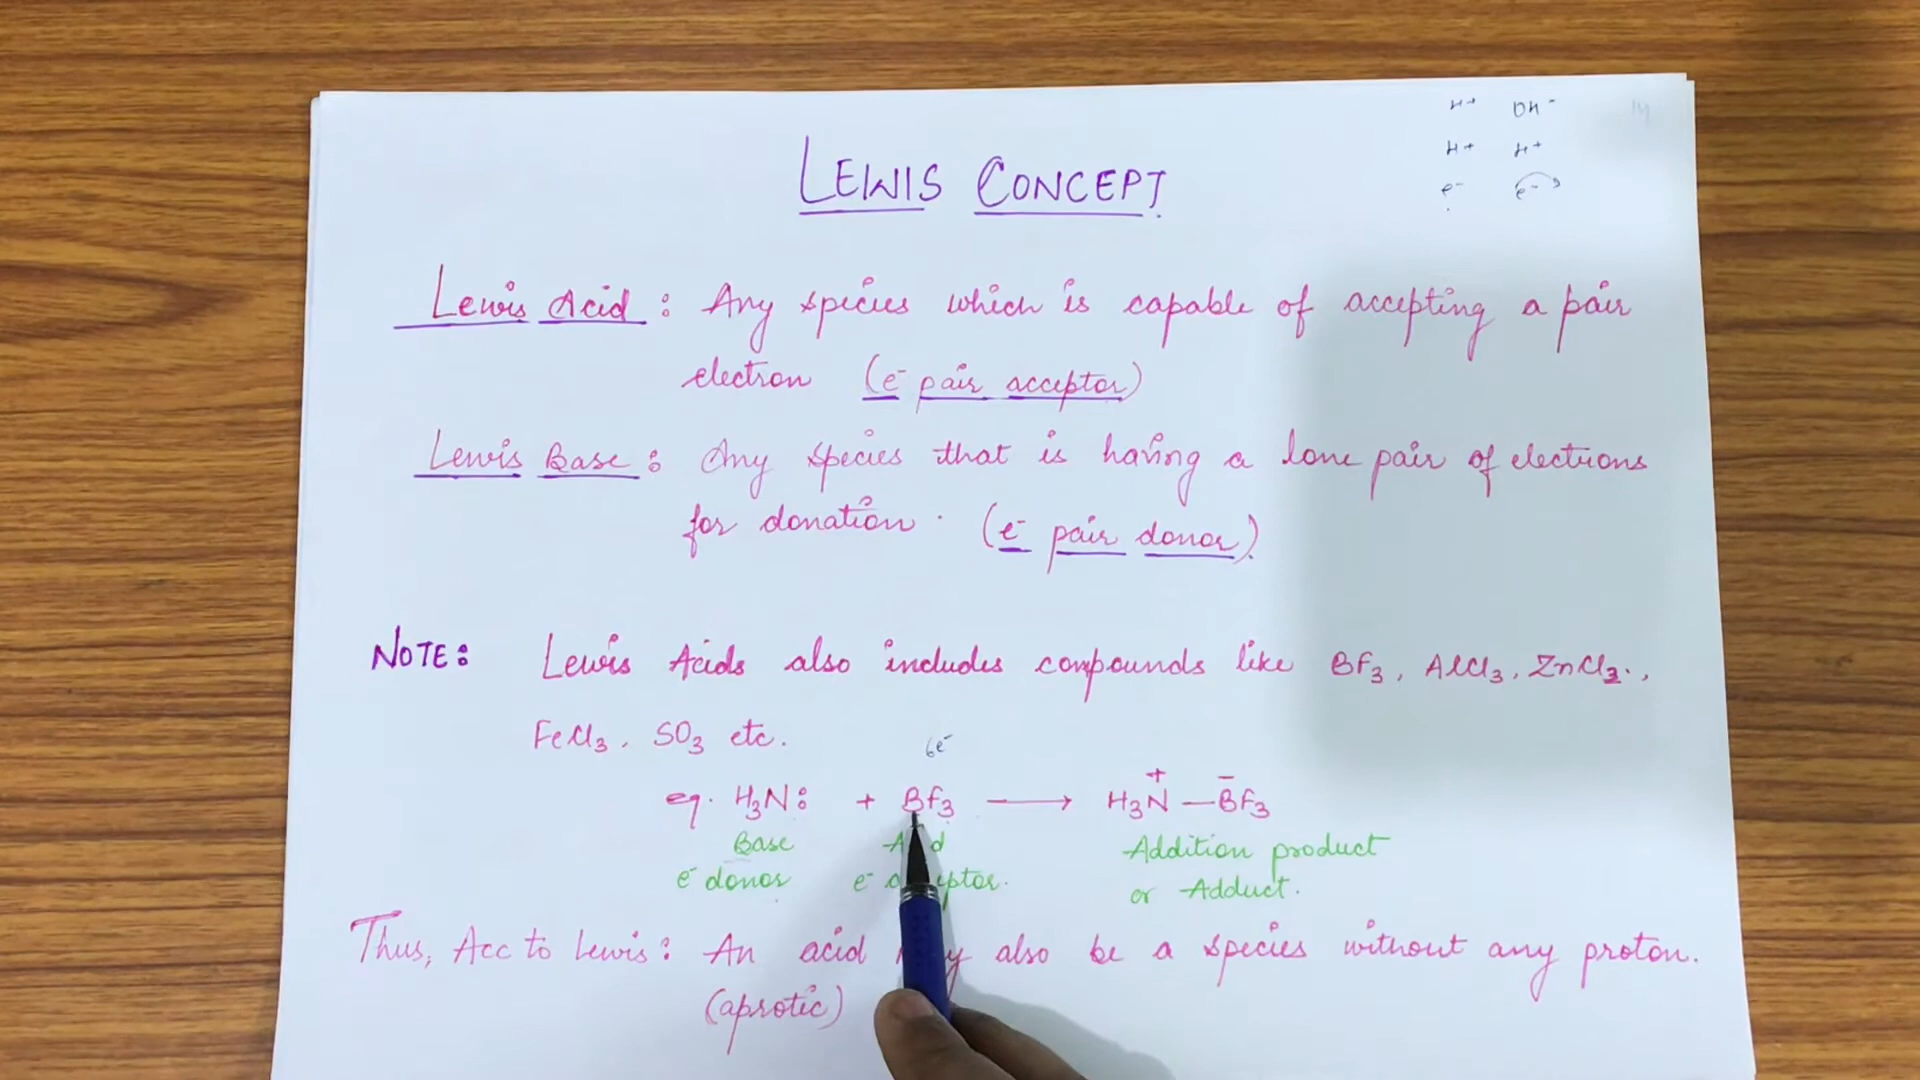 H+ OH-
H+ H+
e- e-
LEWIS CONCEPT
Lewis Acid : Any species which is capable of accepting a pair
electron (e- pair acceptor)
Lewis Base : Any species that is having a lone pair of electrons
for donation. (e- pair donor).
NOTE: Lewis Acids also includes compounds like BF3, AlCl3, ZnCl2.,
FeCl3, SO3 etc.
6e-
eg. H3N: + BF3 ⟶ H3N+ — B-F3
Base Addition product
e- donor e- or Adduct.
Thus, Acc to Lewis: An acid also be a species without any proton.
(aprotic)